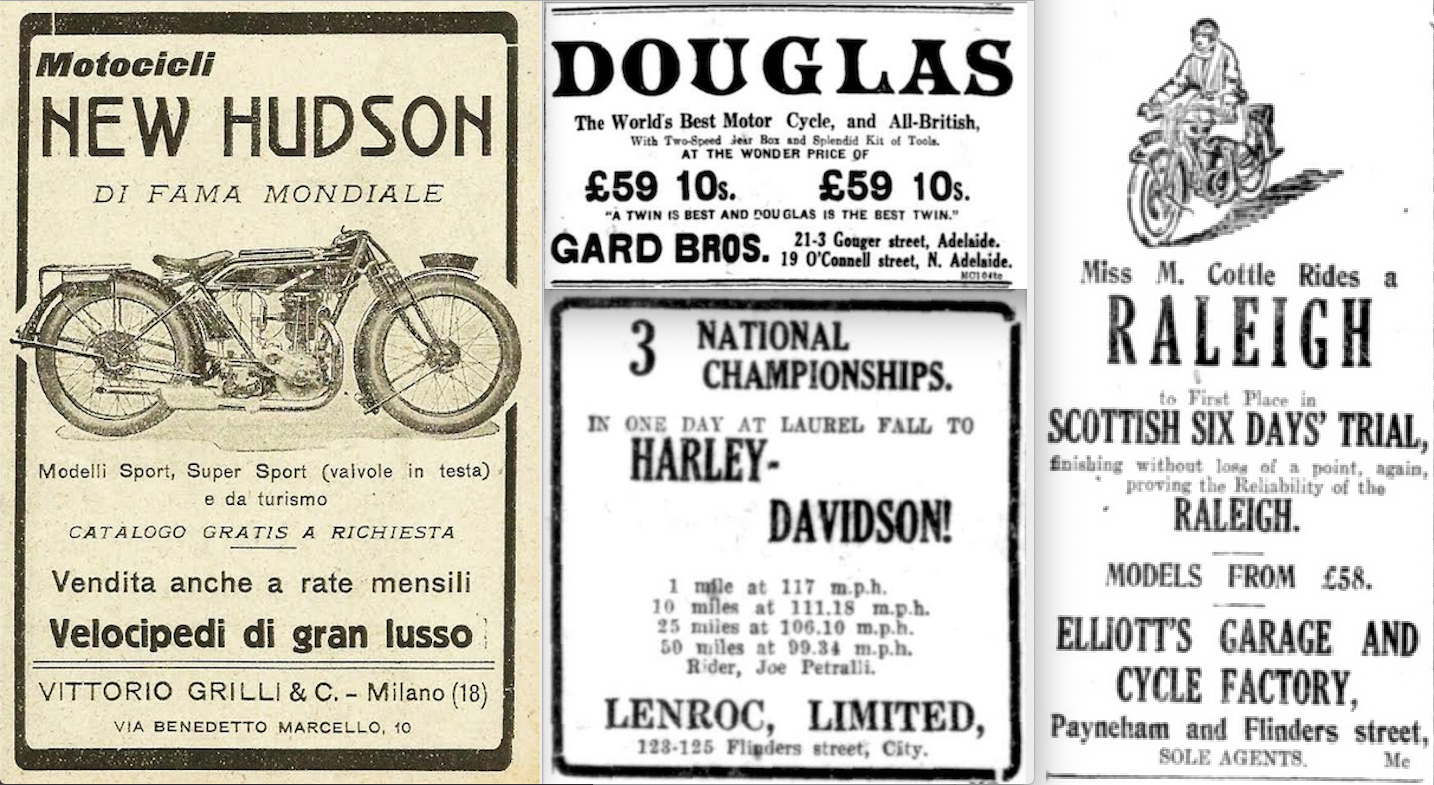 Motocicli
NEW HUDSON
DI FAMA MONDIALE
Modelli Sport, Super Sport (valvole in testa)
e da turismo
CATALOGO GRATIS A RICHIESTA
Vendita anche a rate mensili
Velocipedi di gran lusso
VITTORIO GRILLI & C. - Milano (18)
VIA BENEDETTO MARCELLO, 10
DOUGLAS
The World's Best Motor Cycle, and All-British,
With Two-Speed Jear Box and Splendid Kit of Tools.
AT THE WONDER PRICE OF
£59 10s. £59 10s.
"A TWIN IS BEST AND DOUGLAS IS THE BEST TWIN."
GARD BROS. 21-3 Gouger street, Adelaide.
19 O'Connell street, N. Adelaide.
3 NATIONAL
CHAMPIONSHIPS.
IN ONE DAY AT LAUREL FALL TO
HARLEY-
DAVIDSON!
1 mile at 117 m.p.h.
10 miles at 111.18 m.p.h.
25 miles at 106.10 m.p.h.
50 miles at 99.34 m.p.h.
Rider, Joe Petralli.
LENROC, LIMITED,
123-125 Flinders street, City.
Miss M. Cottle Rides a
RALEIGH
to First Place in
SCOTTISH SIX DAYS' TRIAL,
finishing without loss of a point, again,
proving the Reliability of the
RALEIGH.
MODELS FROM £58.
ELLIOTT'S GARAGE AND
CYCLE FACTORY,
Payneham and Flinders street,
SOLE AGENTS. Mc